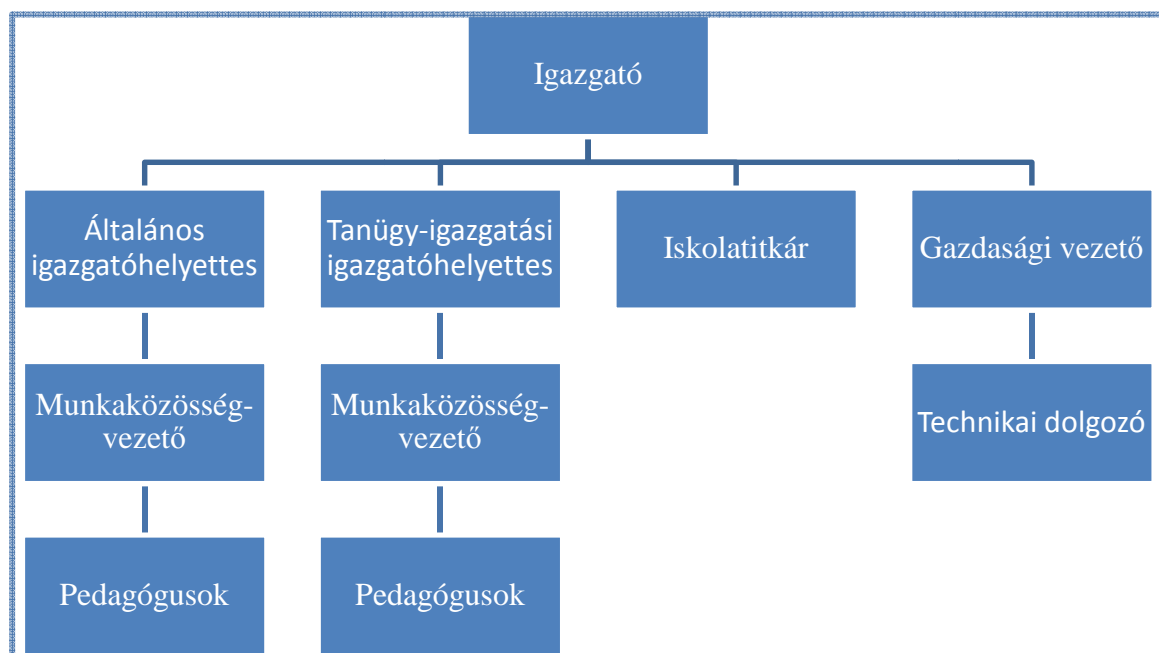 Igazgató
Általános
igazgatóhelyettes
Tanügy-igazgatási
igazgatóhelyettes
Iskolatitkár
Gazdasági vezető
Munkaközösség-
vezető
Munkaközösség-
vezető
Technikai dolgozó
Pedagógusok
Pedagógusok